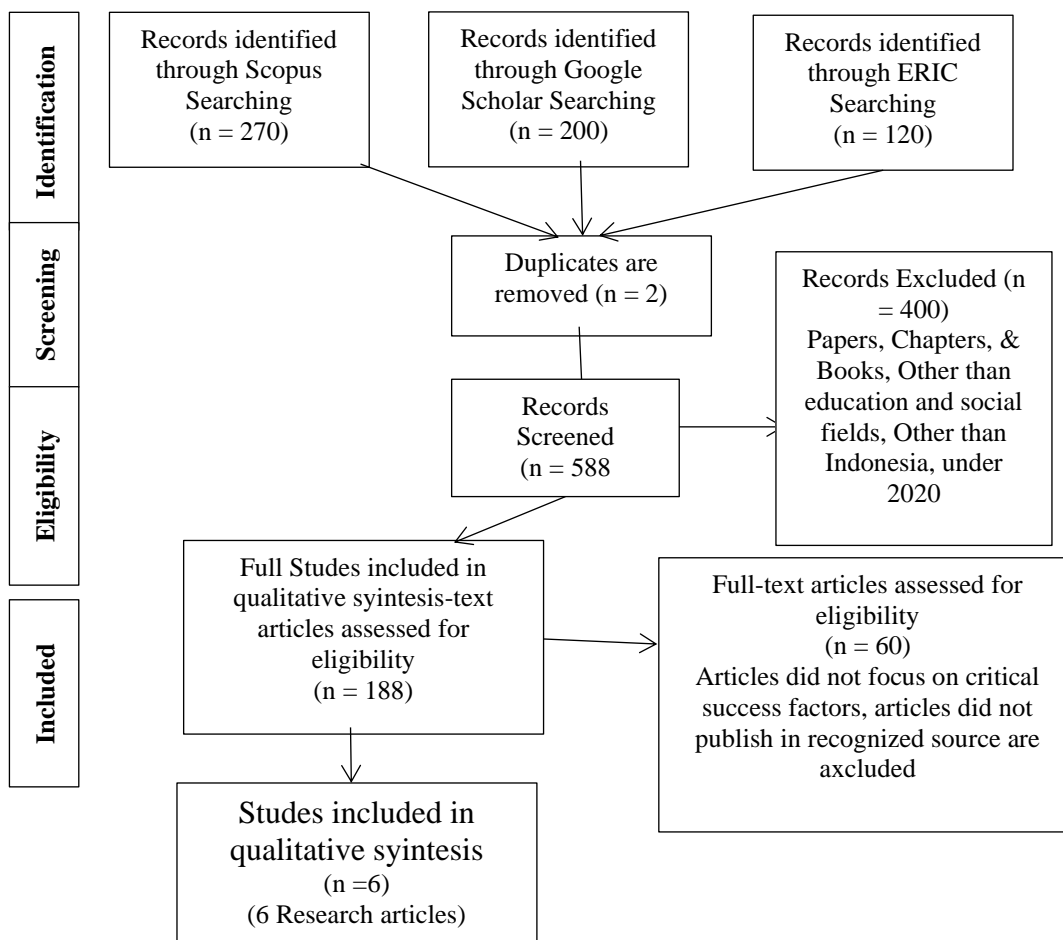 Identification
Records identified
through Scopus
Searching
(n = 270)
Records identified
through Google
Scholar Searching
(n = 200)
Records identified
through ERIC
Searching
(n = 120)
Screening
Duplicates are
removed (n = 2)
Records Excluded (n
= 400)
Papers, Chapters, &
Books, Other than
education and social
fields, Other than
Indonesia, under
2020
Eligibility
Records
Screened
(n = 588
Full Studes included in
qualitative syintesis-text
articles assessed for
eligibility
(n = 188)
Full-text articles assessed for
eligibility
(n = 60)
Articles did not focus on critical
success factors, articles did not
publish in recognized source are
axcluded
Included
Studes included in
qualitative syintesis
(n =6)
(6 Research articles)